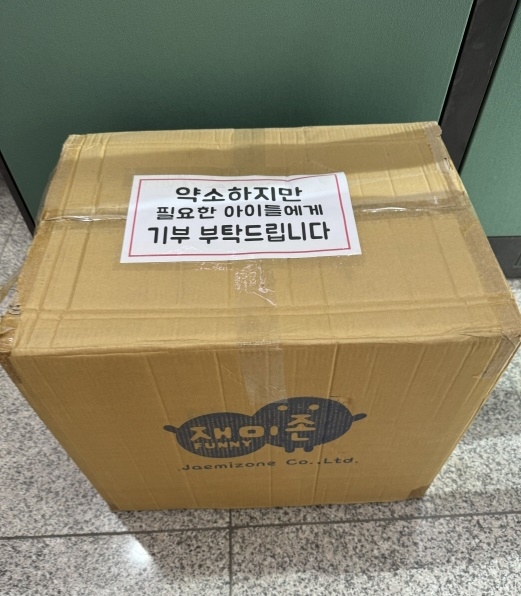 약소하지만
필요한 아이들에게
기부 부탁드립니다
재미존
FUNNY
Jaemizone Co.,Ltd.